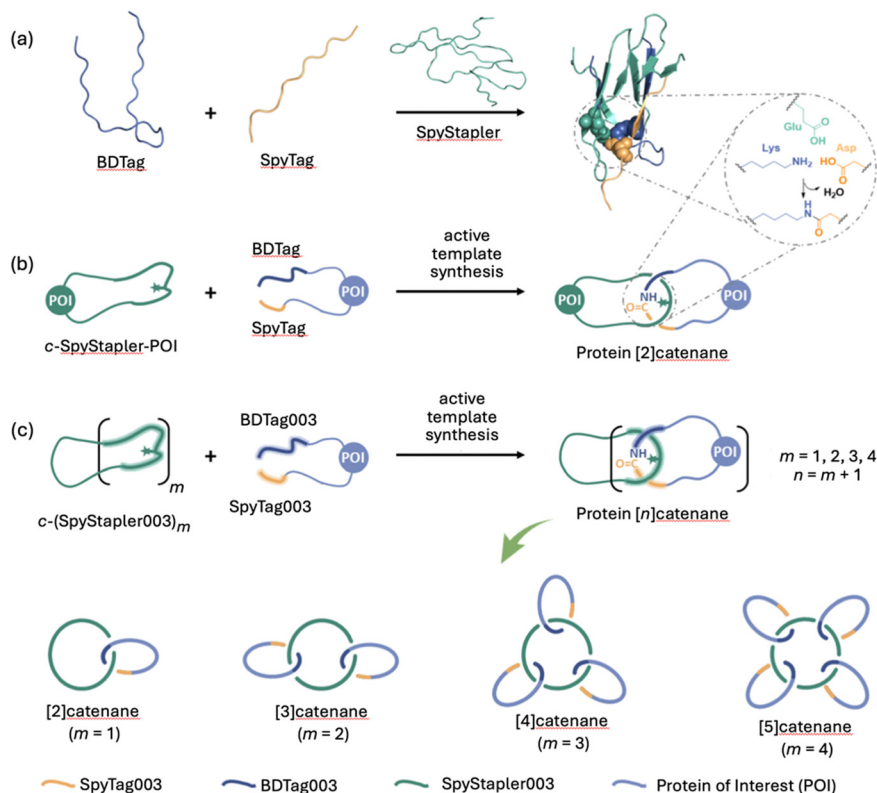 (a)
BDTag
+
SpyTag
SpyStapler
Glu
O
OH
Lys
Asp
NH₂
HO
O
H₂O
H
N
O
(b)
POI
c-SpyStapler-POI
+
BDTag
POI
SpyTag
active
template
synthesis
POI
NH
O=C
POI
Protein [2]catenane
(c)
m
c-(SpyStapler003)m
+
BDTag003
POI
SpyTag003
active
template
synthesis
NH
O=C
POI
Protein [n]catenane
m = 1, 2, 3, 4
n = m + 1
[2]catenane
(m = 1)
[3]catenane
(m = 2)
[4]catenane
(m = 3)
[5]catenane
(m = 4)
SpyTag003 BDTag003 SpyStapler003 Protein of Interest (POI)